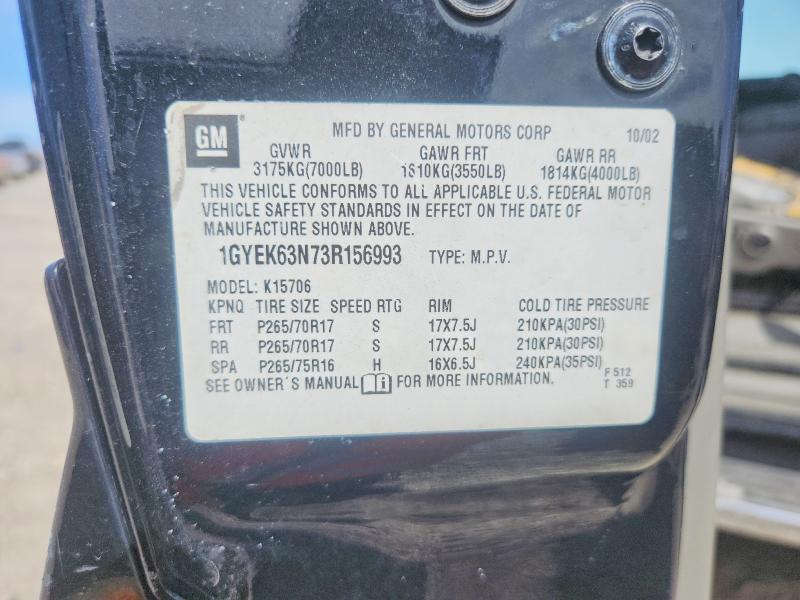 GM
MFD BY GENERAL MOTORS CORP 10/02
GVWR GAWR FRT GAWR RR
3175KG(7000LB) 1610KG(3550LB) 1814KG(4000LB)
THIS VEHICLE CONFORMS TO ALL APPLICABLE U.S. FEDERAL MOTOR
VEHICLE SAFETY STANDARDS IN EFFECT ON THE DATE OF
MANUFACTURE SHOWN ABOVE.
1GYEK63N73R156993 TYPE: M.P.V.
MODEL: K15706
KPNQ TIRE SIZE SPEED RTG RIM COLD TIRE PRESSURE
FRT P265/70R17 S 17X7.5J 210KPA(30PSI)
RR P265/70R17 S 17X7.5J 210KPA(30PSI)
SPA P265/75R16 H 16X6.5J 240KPA(35PSI)
SEE OWNER'S MANUAL FOR MORE INFORMATION.
F 512
T 359